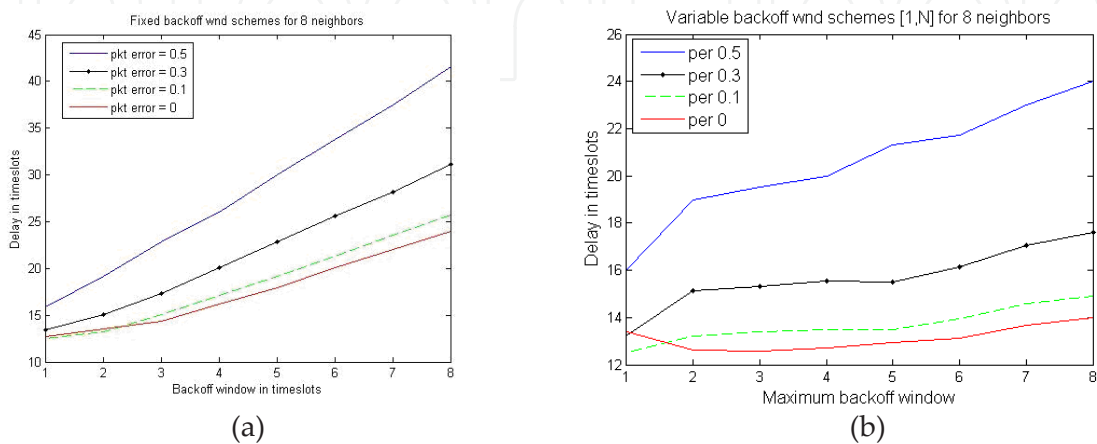 Fixed backoff wnd schemes for 8 neighbors
pkt error = 0.5
pkt error = 0.3
pkt error = 0.1
pkt error = 0
45
40
35
30
25
20
15
10
Delay in timeslots
1 2 3 4 5 6 7 8
Backoff window in timeslots
(a)
Variable backoff wnd schemes [1,N] for 8 neighbors
per 0.5
per 0.3
per 0.1
per 0
26
24
22
20
18
16
14
12
Delay in timeslots
1 2 3 4 5 6 7 8
Maximum backoff window
(b)